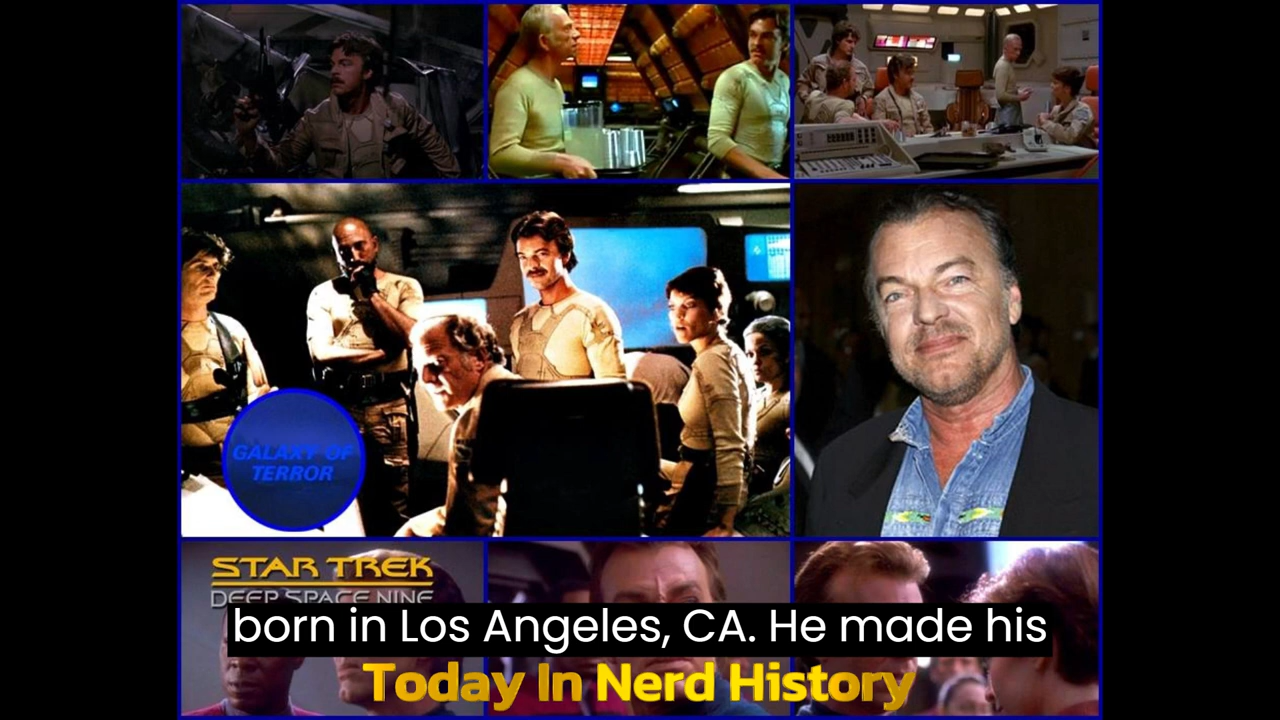 GALAXY OF
TERROR
STAR TREK
DEEP SPACE NINE
born in Los Angeles, CA. He made his
Today In Nerd History